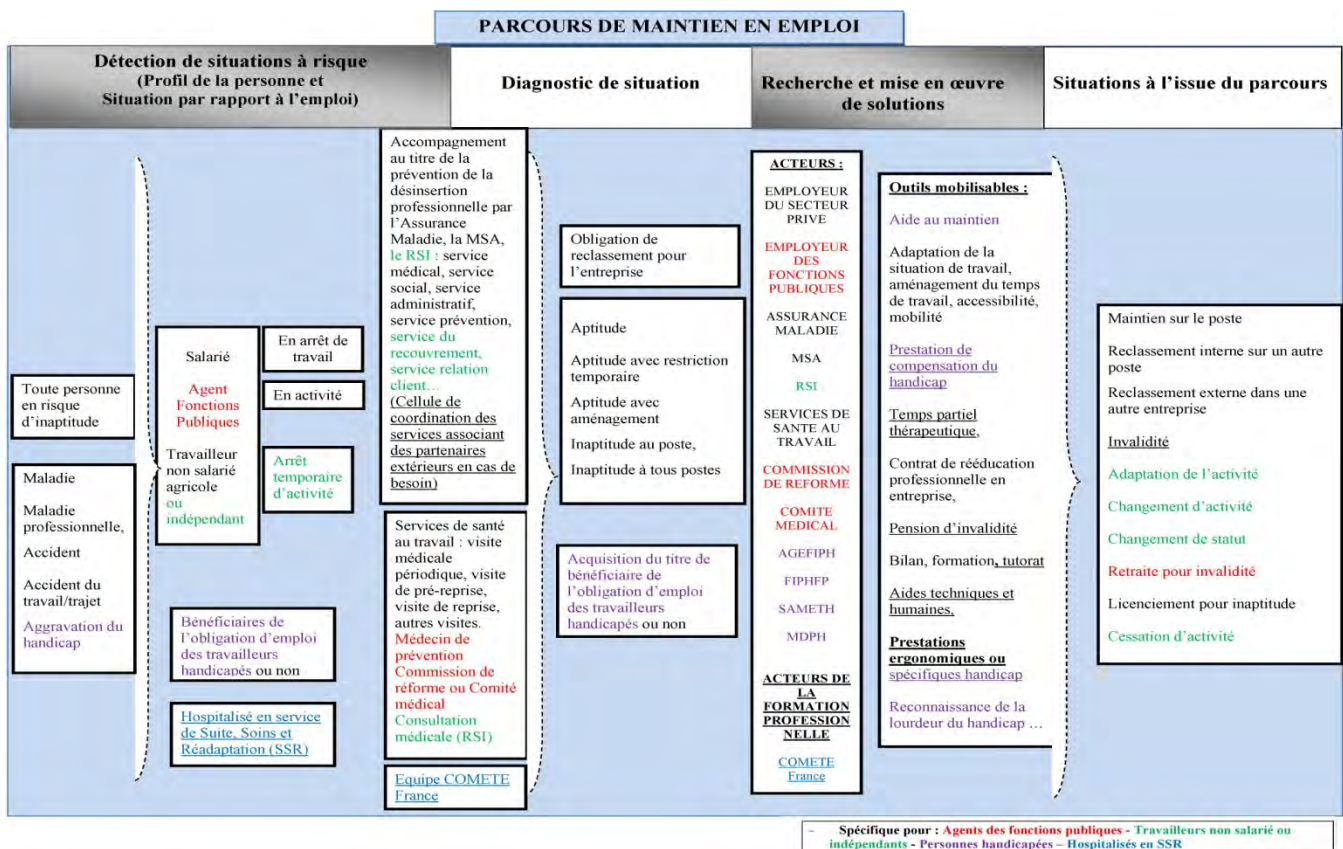 PARCOURS DE MAINTIEN EN EMPLOI
Détection de situations à risque
(Profil de la personne et
Situation par rapport à l'emploi)
Diagnostic de situation
Recherche et mise en œuvre
de solutions
Situations à l'issue du parcours
Toute personne
en risque
d'inaptitude
Maladie
Maladie
professionnelle,
Accident
Accident du
travail/trajet
Aggravation du
handicap
Salarié
Agent
Fonctions
Publiques
Travailleur
non salarié
agricole
ou
indépendant
En arrêt de
travail
En activité
Arrêt
temporaire
d'activité
Bénéficiaires de
l'obligation d'emploi
des travailleurs
handicapés ou non
Hospitalisé en service
de Suite, Soins et
Réadaptation (SSR)
Accompagnement
au titre de la
prévention de la
désinsertion
professionnelle par
l'Assurance
Maladie, la MSA,
le RSI : service
médical, service
social, service
administratif,
service prévention,
service du
recouvrement,
service relation
client…
(Cellule de
coordination des
services associant
des partenaires
extérieurs en cas de
besoin)
Services de santé
au travail : visite
médicale
périodique, visite
de pré-reprise,
visite de reprise,
autres visites.
Médecin de
prévention
Commission de
réforme ou Comité
médical
Consultation
médicale (RSI)
Equipe COMETE
France
Obligation de
reclassement pour
l'entreprise
Aptitude
Aptitude avec restriction
temporaire
Aptitude avec
aménagement
Inaptitude au poste,
Inaptitude à tous postes
Acquisition du titre de
bénéficiaire de
l'obligation d'emploi
des travailleurs
handicapés ou non
ACTEURS :
EMPLOYEUR
DU SECTEUR
PRIVE
EMPLOYEUR
DES
FONCTIONS
PUBLIQUES
ASSURANCE
MALADIE
MSA
RSI
SERVICES DE
SANTE AU
TRAVAIL
COMMISSION
DE REFORME
COMITE
MEDICAL
AGEFIPH
FIPHFP
SAMETH
MDPH
ACTEURS DE
LA
FORMATION
PROFESSION
NELLE
COMETE
France
Outils mobilisables :
Aide au maintien
Adaptation de la
situation de travail,
aménagement du temps
de travail, accessibilité,
mobilité
Prestation de
compensation du
handicap
Temps partiel
thérapeutique,
Contrat de rééducation
professionnelle en
entreprise,
Pension d'invalidité
Bilan, formation, tutorat
Aides techniques et
humaines,
Prestations
ergonomiques ou
spécifiques handicap
Reconnaissance de la
lourdeur du handicap …
Maintien sur le poste
Reclassement interne sur un autre
poste
Reclassement externe dans une
autre entreprise
Invalidité
Adaptation de l'activité
Changement d'activité
Changement de statut
Retraite pour invalidité
Licenciement pour inaptitude
Cessation d'activité
- Spécifique pour : Agents des fonctions publiques - Travailleurs non salarié ou
indépendants - Personnes handicapées – Hospitalisés en SSR